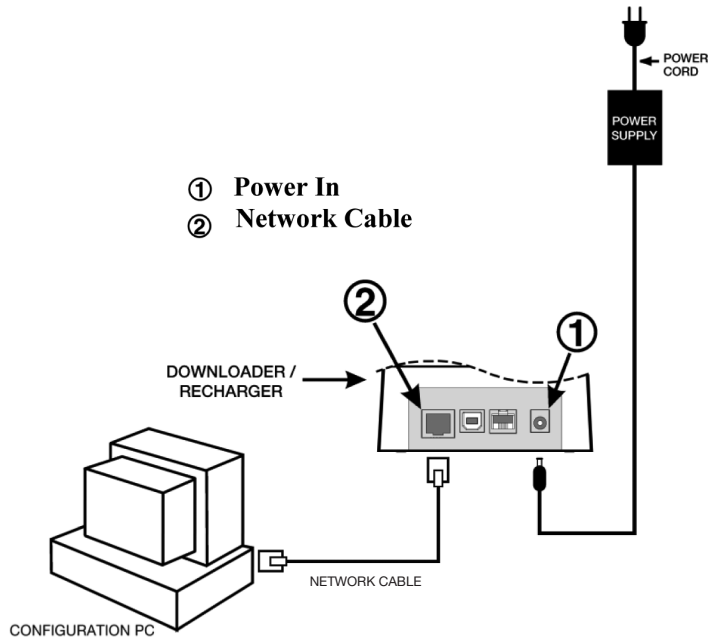 POWER
CORD
POWER
SUPPLY
① Power In
② Network Cable
②
①
DOWNLOADER /
RECHARGER
NETWORK CABLE
CONFIGURATION PC